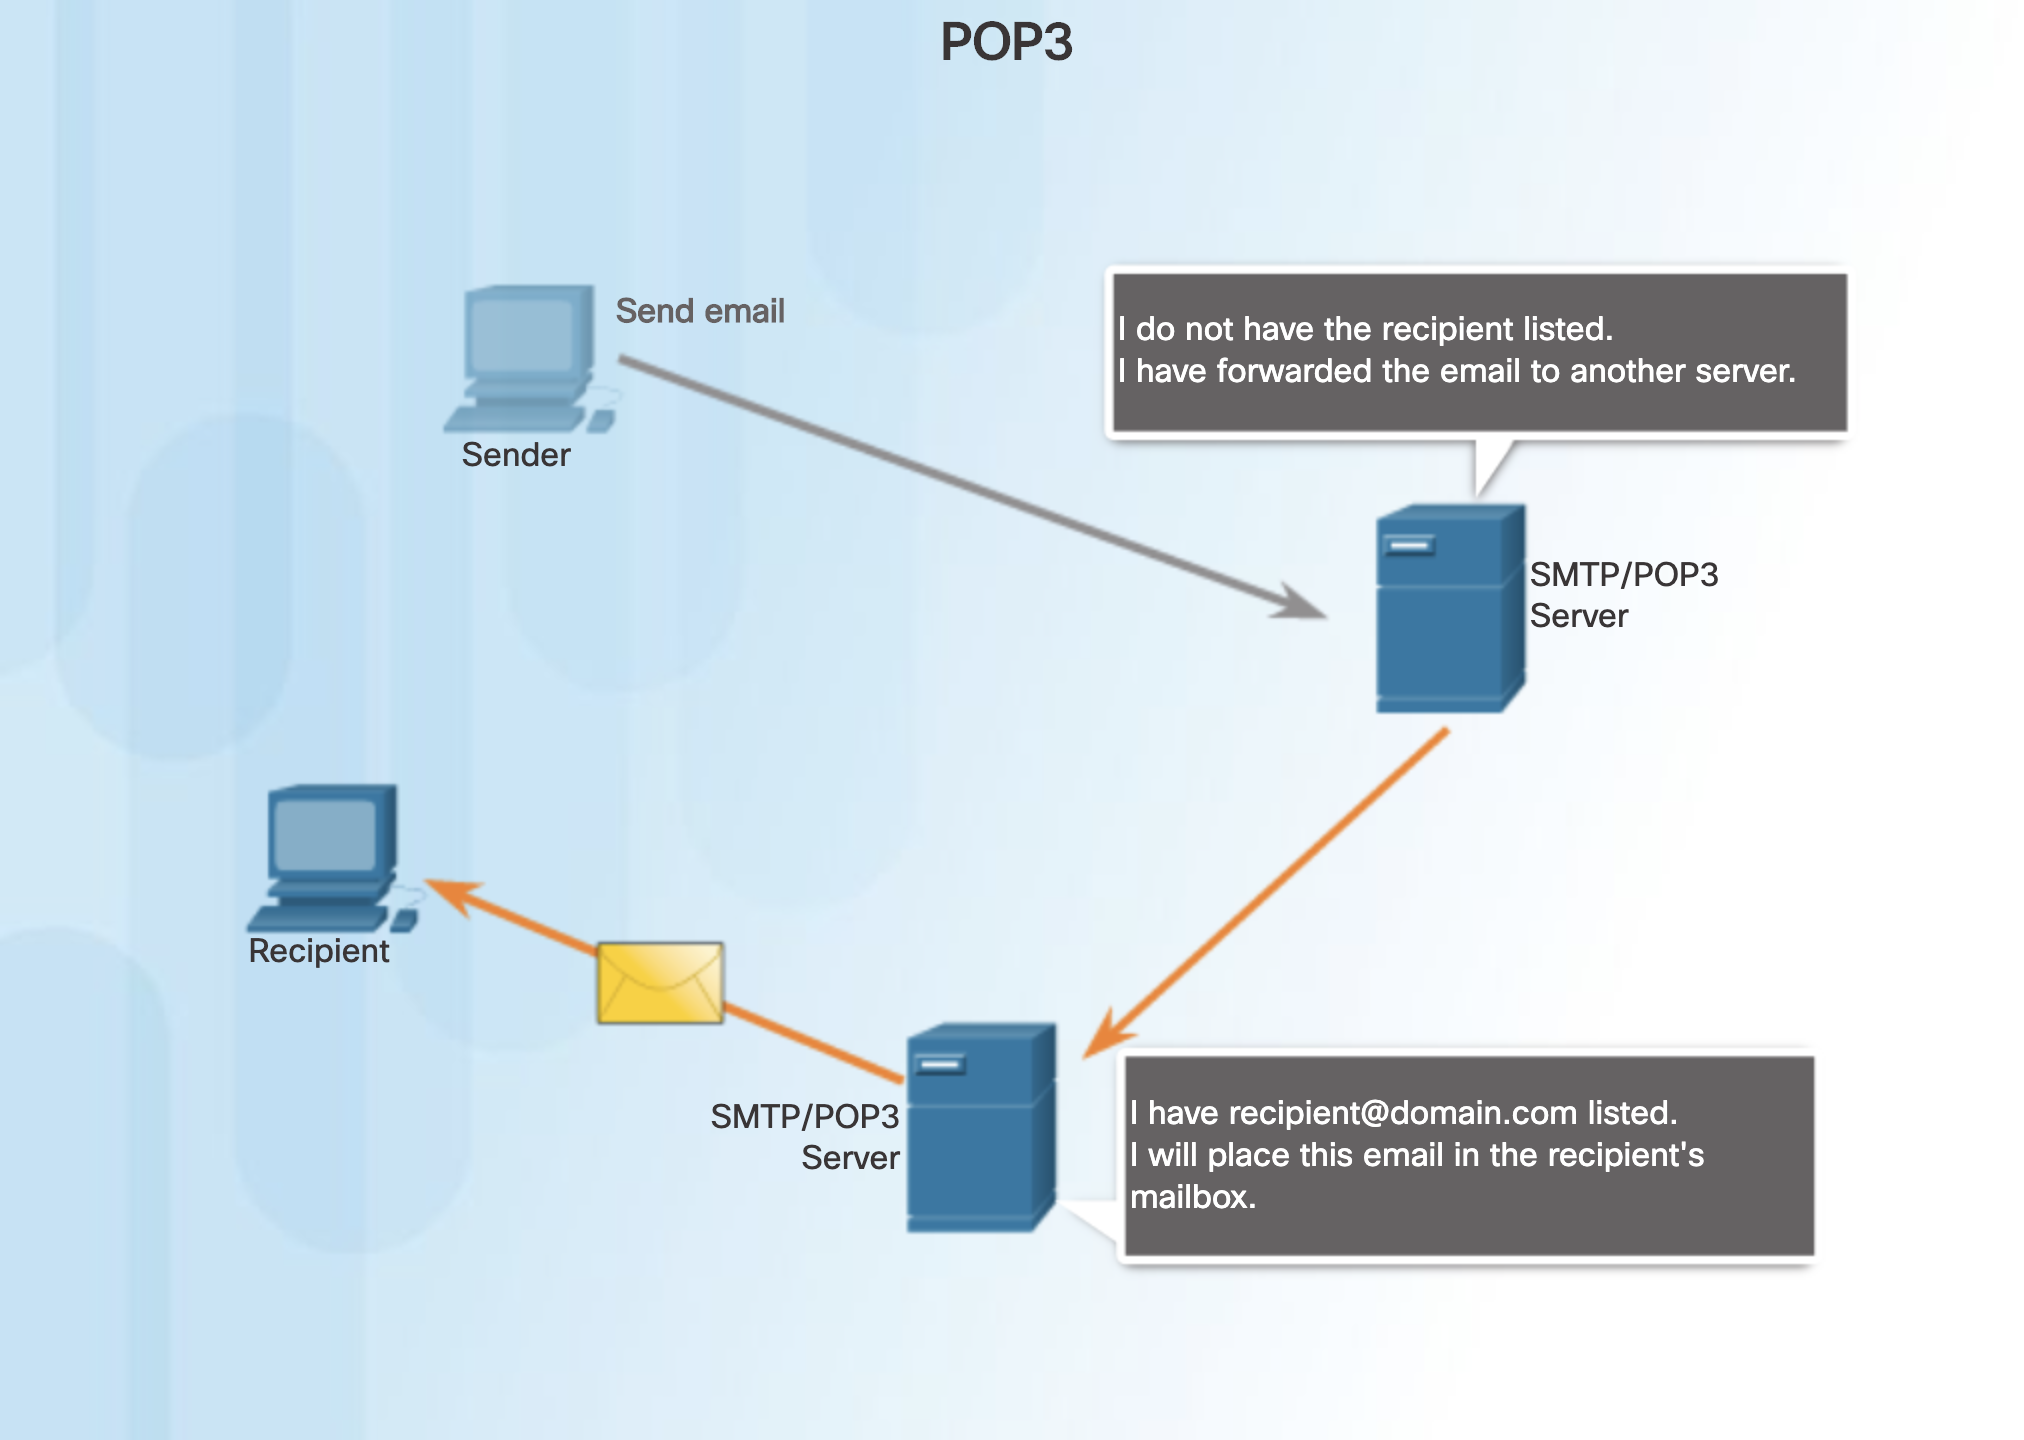 POP3
Send email
Sender
I do not have the recipient listed.
I have forwarded the email to another server.
SMTP/POP3
Server
Recipient
SMTP/POP3
Server
I have recipient@domain.com listed.
I will place this email in the recipient's
mailbox.